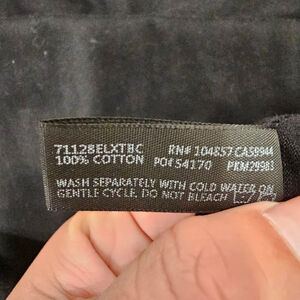 71128ELXTBC RN# 104857 CA58944
100% COTTON PO# 54170 PKM29983
WASH SEPARATELY WITH COLD WATER ON
GENTLE CYCLE. DO NOT BLEACH